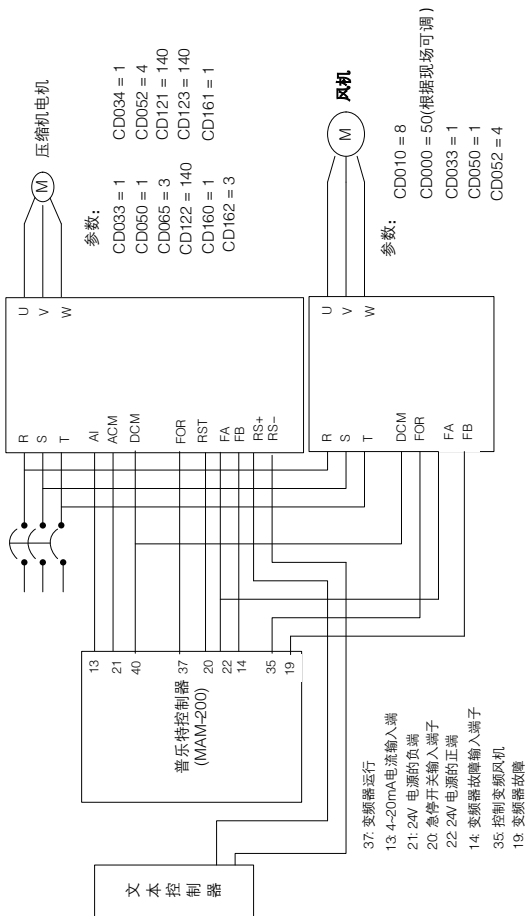 压缩机电机
M
参数:
CD033 = 1
CD034 = 1
CD050 = 1
CD052 = 4
CD065 = 3
CD121 = 140
CD122 = 140
CD123 = 140
CD160 = 1
CD161 = 1
CD162 = 3
风机
M
参数:
CD010 = 8
CD000 = 50(根据现场可调)
CD033 = 1
CD050 = 1
CD052 = 4
U
V
W
R
S
T
AI
ACM
DCM
FOR
RST
FA
FB
RS+
RS−
U
V
W
R
S
T
DCM
FOR
FA
FB
13
21
40
37
20
22
14
35
19
普乐特控制器
(MAM-200)
文本控制器
37: 变频器运行
13: 4~20mA电流输入端
21: 24V 电源的负端
20: 急停开关输入端子
22: 24V 电源的正端
14: 变频器故障输入端子
35: 控制变频风机
19: 变频器故障